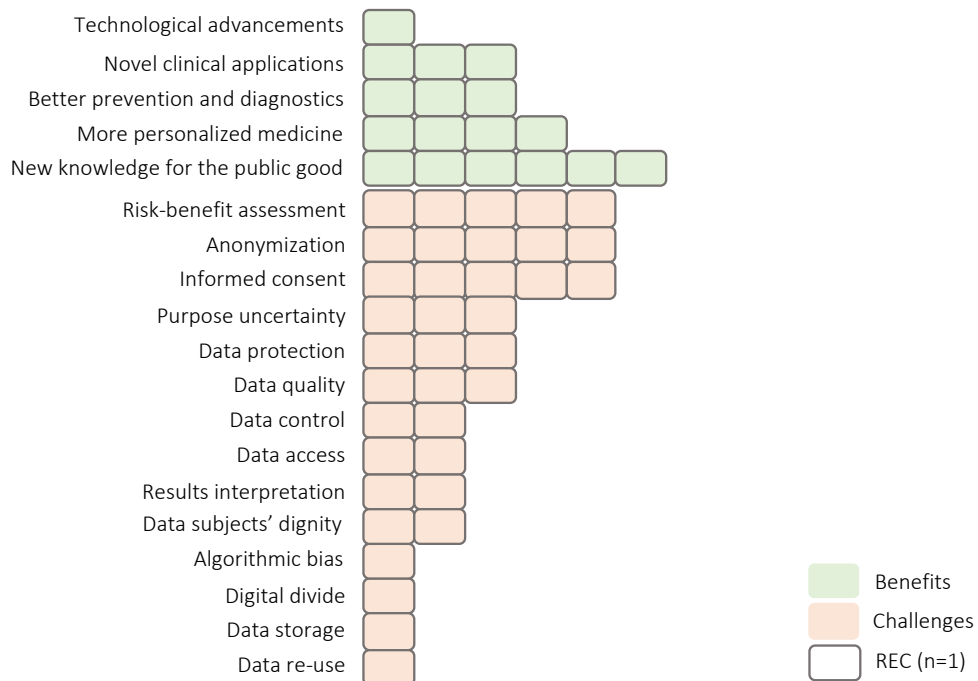 Technological advancements
Novel clinical applications
Better prevention and diagnostics
More personalized medicine
New knowledge for the public good
Risk-benefit assessment
Anonymization
Informed consent
Purpose uncertainty
Data protection
Data quality
Data control
Data access
Results interpretation
Data subjects’ dignity
Algorithmic bias
Digital divide
Data storage
Data re-use
Benefits
Challenges
REC (n=1)